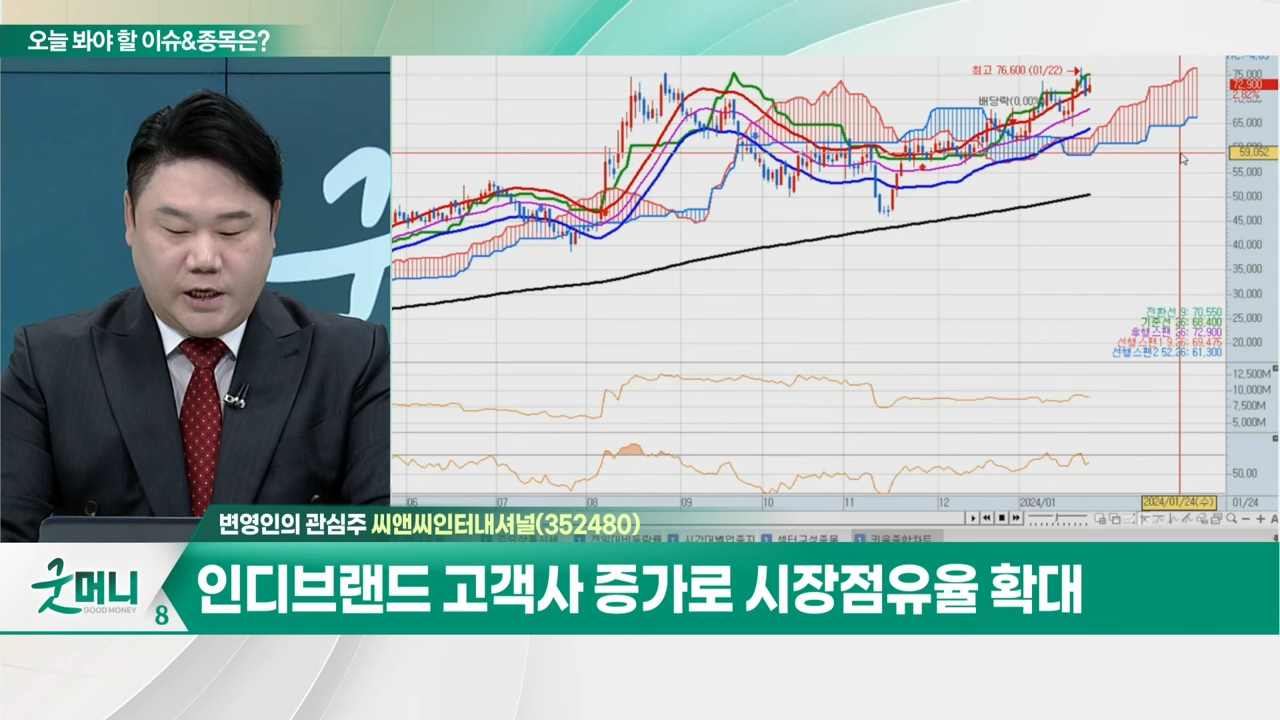 오늘 봐야 할 이슈&종목은?
최고 76,600 (01/22)
배당락(0,00%)
75,000
72,900
2,82%
65,000
59,052
55,000
50,000
45,000
40,000
35,000
30,000
25,000
20,000
전환선 9: 70,550
기준선 26: 68,400
후행스팬 26: 72,900
선행스팬1 9,26: 69,475
선행스팬2 52,26: 61,300
12,500M
10,000M
7,500M
5,000M
50,00
06 07 08 09 10 11 12 2024/01 2024/01/24(수) 01/24
변영인의 관심주 씨앤씨인터내셔널(352480)
굿머니
GOOD MONEY
8
인디브랜드 고객사 증가로 시장점유율 확대